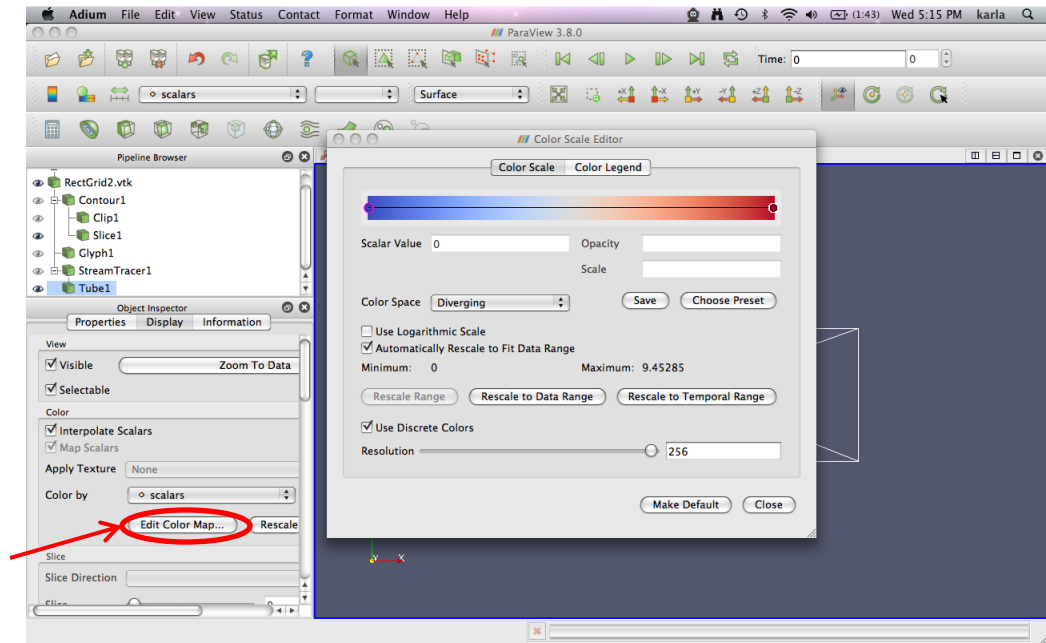 Adium File Edit View Status Contact Format Window Help (1:43) Wed 5:15 PM karla
ParaView 3.8.0
Time: 0 0
scalars Surface
+X -X +Y -Y +Z -Z
Color Scale Editor
Pipeline Browser
Color Scale Color Legend
RectGrid2.vtk
Contour1
Clip1
Slice1
Glyph1
StreamTracer1
Tube1
Scalar Value 0 Opacity
Scale
Color Space Diverging Save Choose Preset
Use Logarithmic Scale
Automatically Rescale to Fit Data Range
Minimum: 0 Maximum: 9.45285
Rescale Range Rescale to Data Range Rescale to Temporal Range
Use Discrete Colors
Resolution 256
Make Default Close
Object Inspector
Properties Display Information
View
Visible Zoom To Data
Selectable
Color
Interpolate Scalars
Map Scalars
Apply Texture None
Color by scalars
Edit Color Map... Rescale
Slice
Slice Direction
Slice 0
Y X